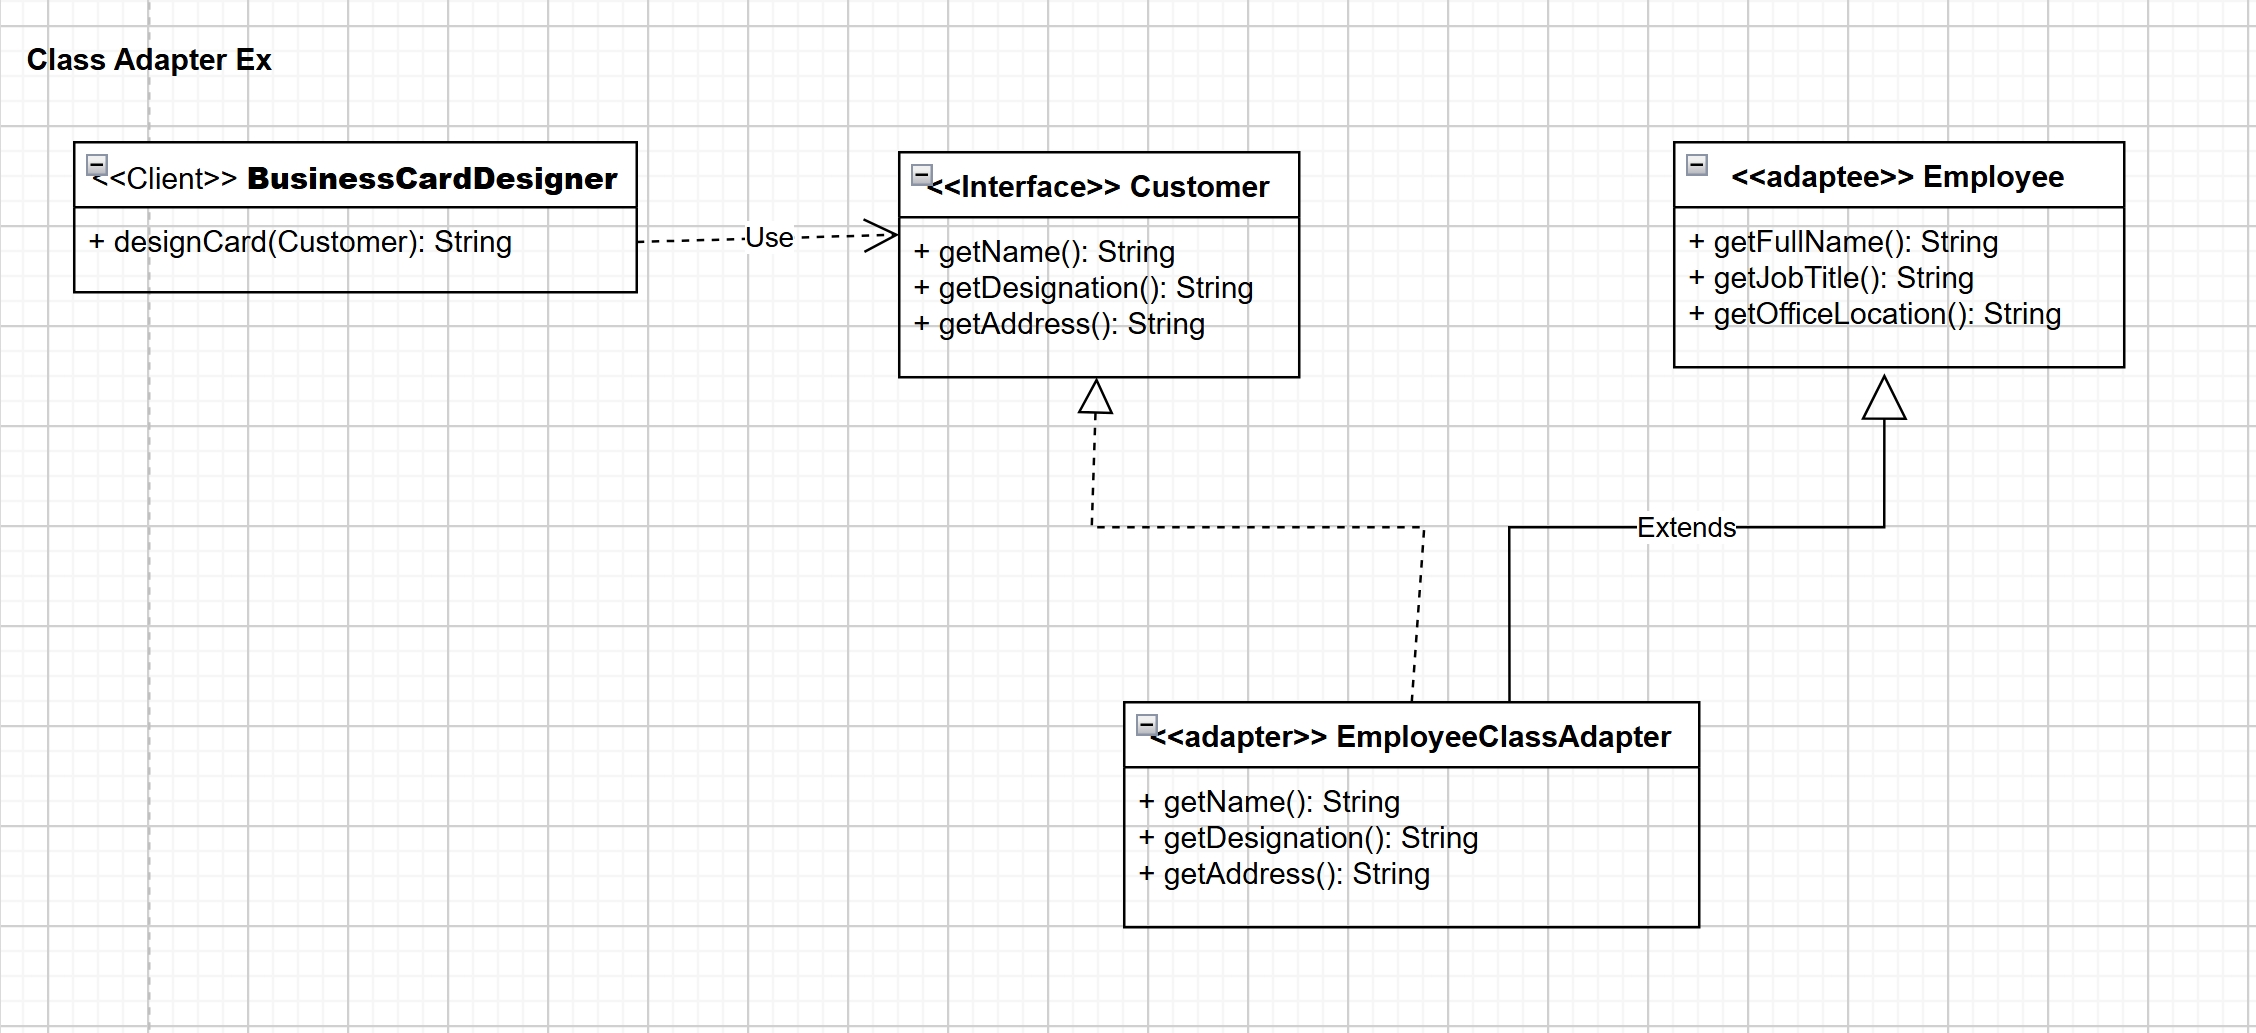 Class Adapter Ex
<<Client>> BusinessCardDesigner
+ designCard(Customer): String
Use
<<Interface>> Customer
+ getName(): String
+ getDesignation(): String
+ getAddress(): String
<<adaptee>> Employee
+ getFullName(): String
+ getJobTitle(): String
+ getOfficeLocation(): String
Extends
<<adapter>> EmployeeClassAdapter
+ getName(): String
+ getDesignation(): String
+ getAddress(): String